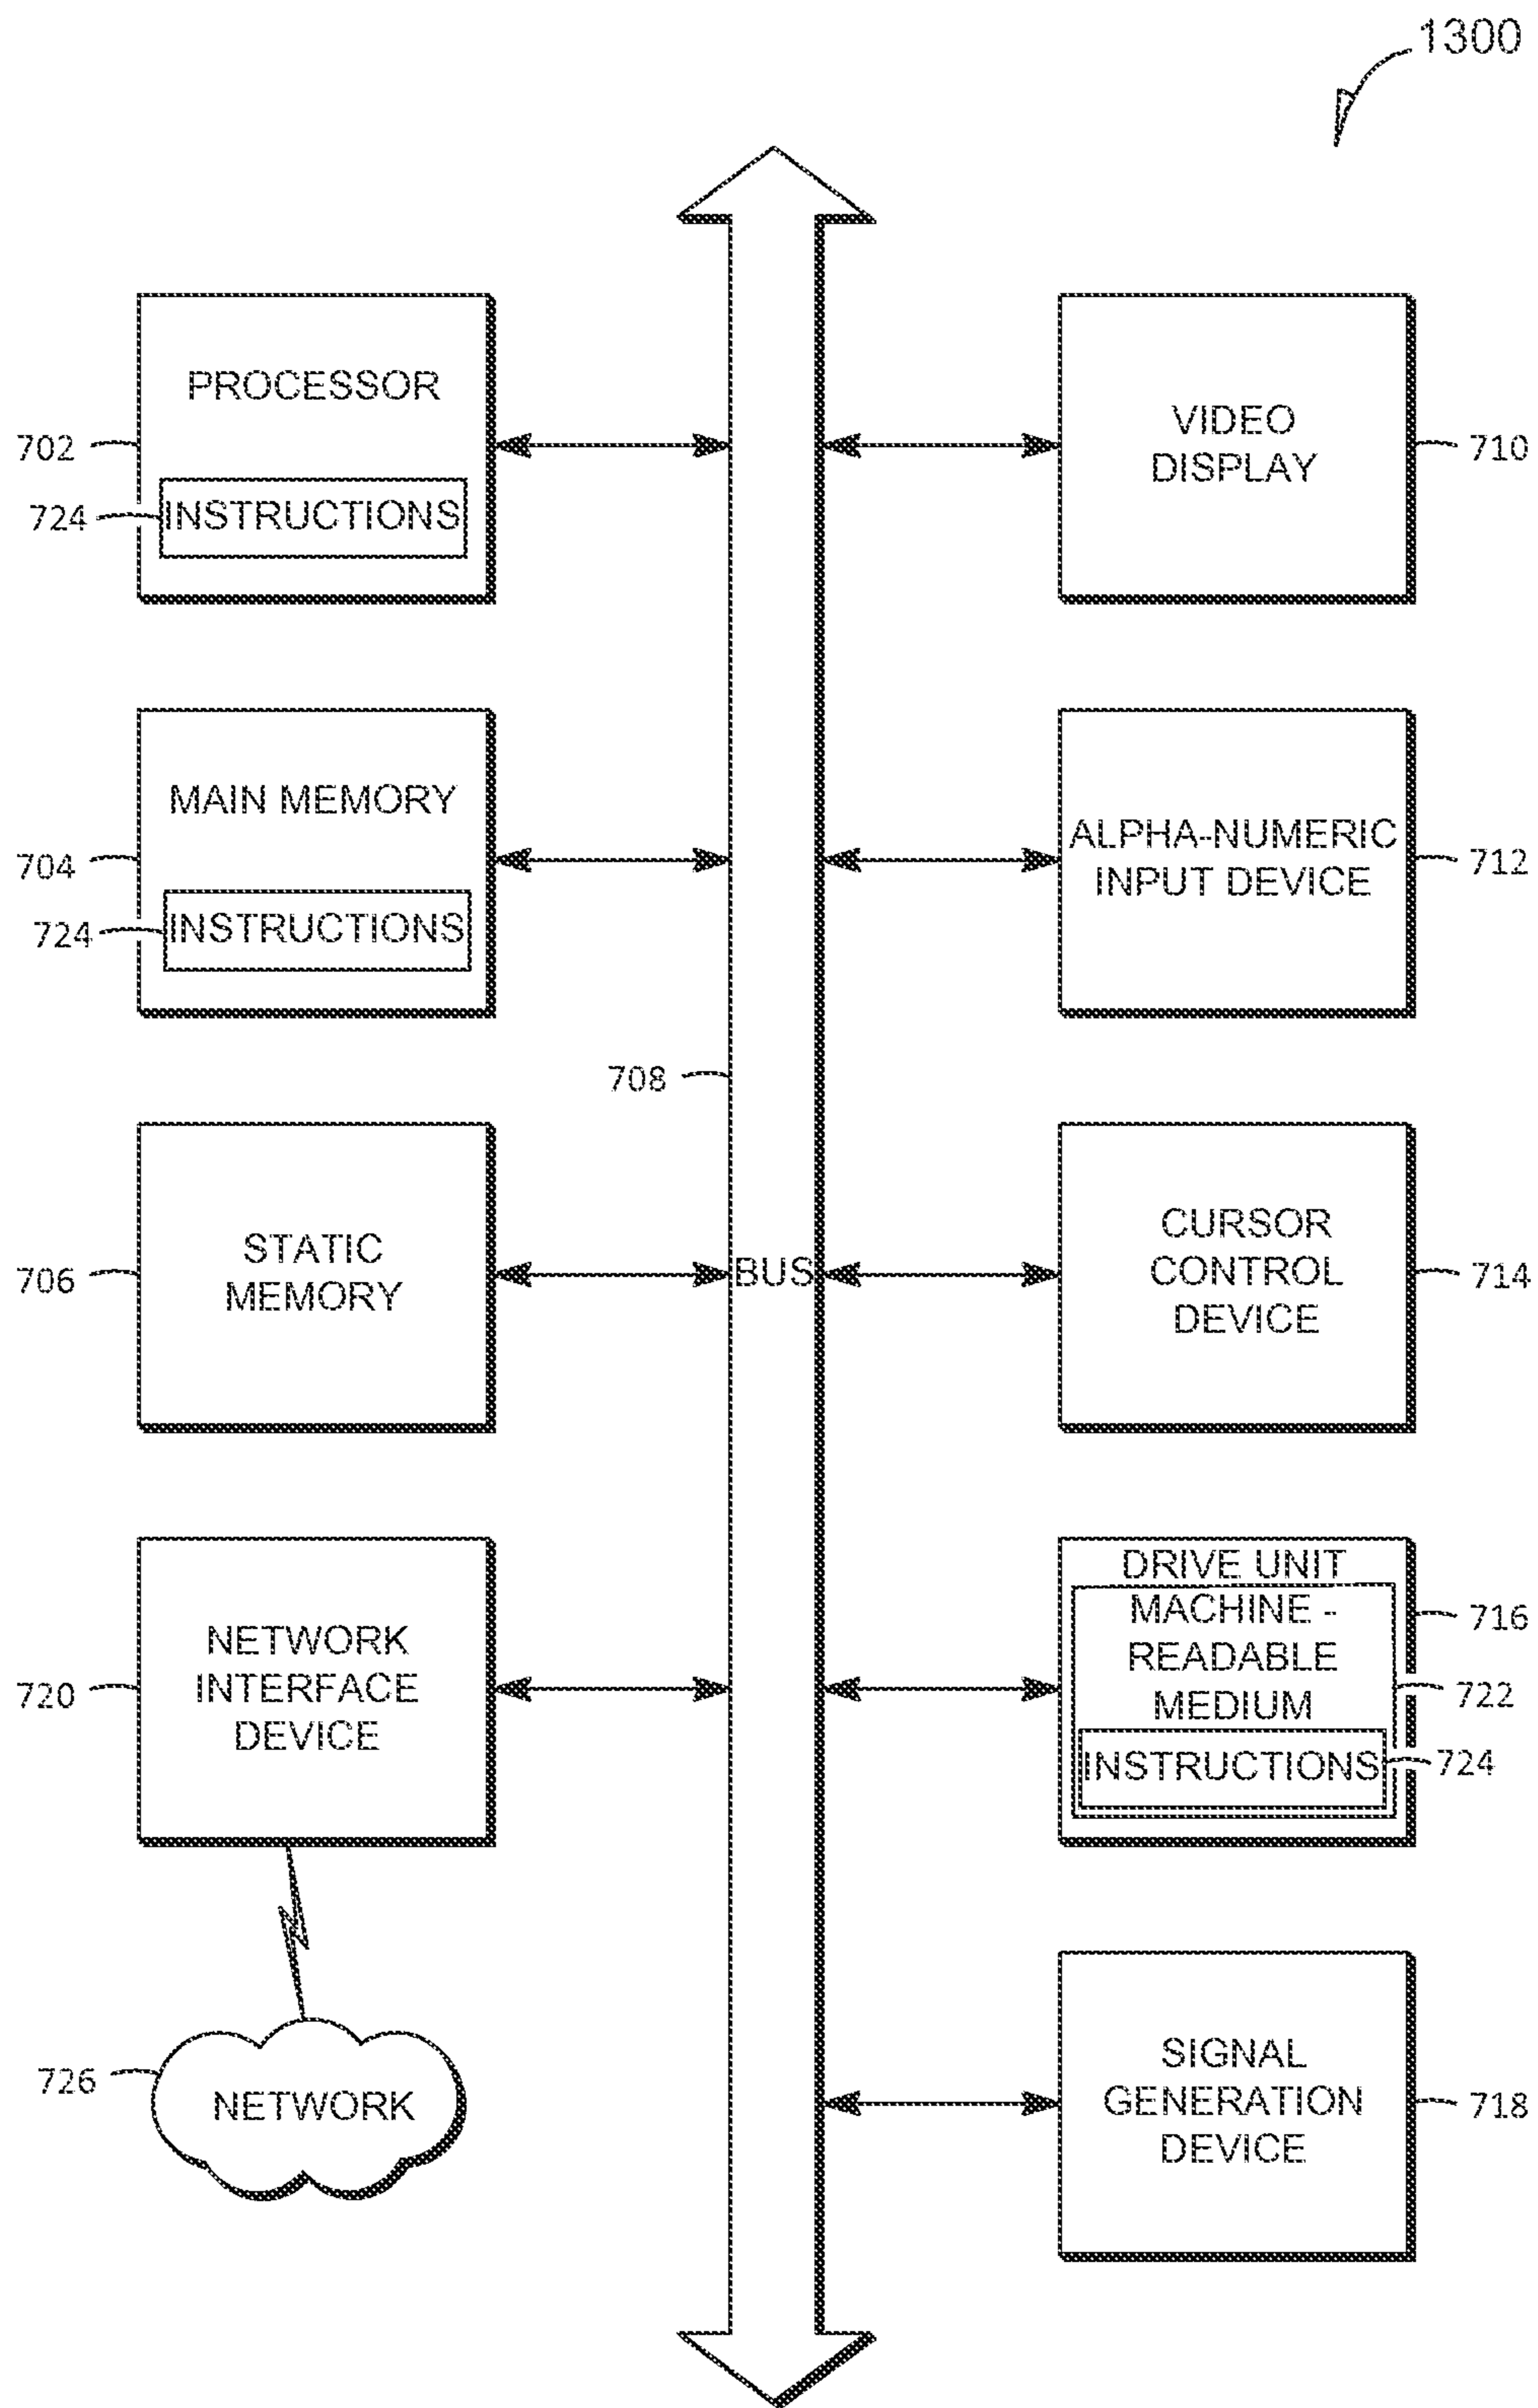 1300
PROCESSOR
702
724
INSTRUCTIONS
VIDEO
DISPLAY
710
MAIN MEMORY
704
724
INSTRUCTIONS
ALPHA-NUMERIC
INPUT DEVICE
712
708
STATIC
MEMORY
706
BUS
CURSOR
CONTROL
DEVICE
714
NETWORK
INTERFACE
DEVICE
720
DRIVE UNIT
MACHINE -
READABLE
MEDIUM
716
722
INSTRUCTIONS
724
726
NETWORK
SIGNAL
GENERATION
DEVICE
718